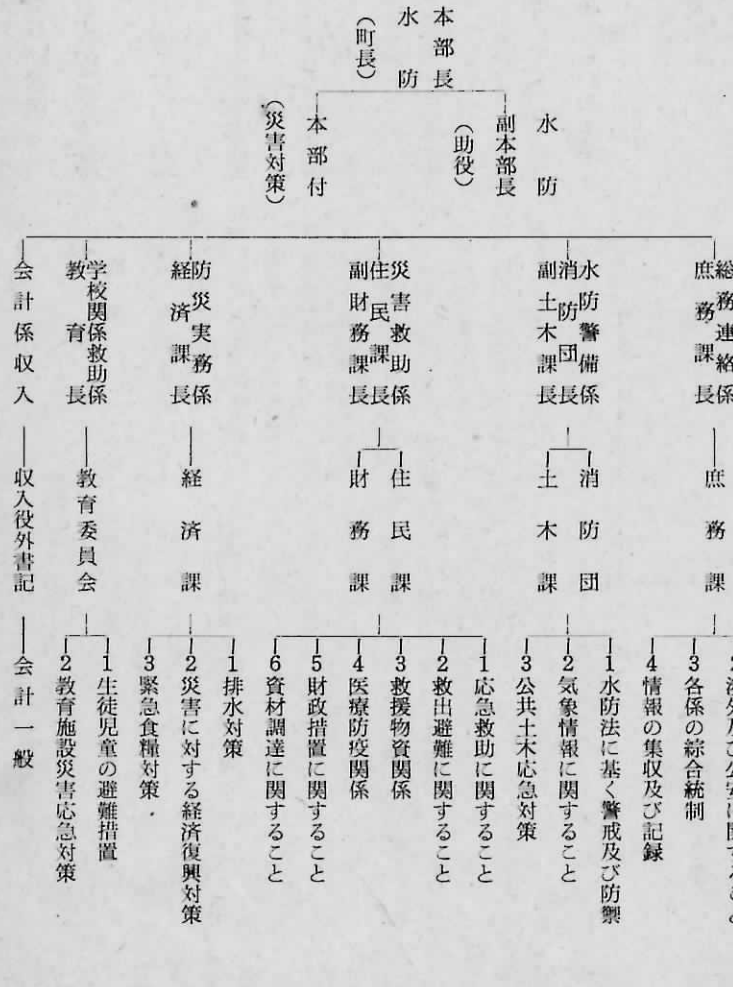 水防
本部長
(町長)
水防
副本部長
(助役)
本部付
(災害対策)
総務連絡係
庶務課長
庶務課
3 各係の綜合統制
4 情報の集収及び記録
水防警備係
消防団長
副土木課長
消防団
土木課
1 水防法に基く警戒及び防禦
2 気象情報に関すること
3 公共土木応急対策
災害救助係
住民課長
副財務課長
住民課
財務課
1 応急救助に関すること
2 救出避難に関すること
3 救援物資関係
4 医療防疫関係
5 財政措置に関すること
6 資材調達に関すること
防災実務係
経済課長
経済課
1 排水対策
2 災害に対する経済復興対策
3 緊急食糧対策
学校関係救助係
教育長
教育委員会
1 生徒児童の避難措置
2 教育施設災害応急対策
会計係収入
収入役外書記
会計一般